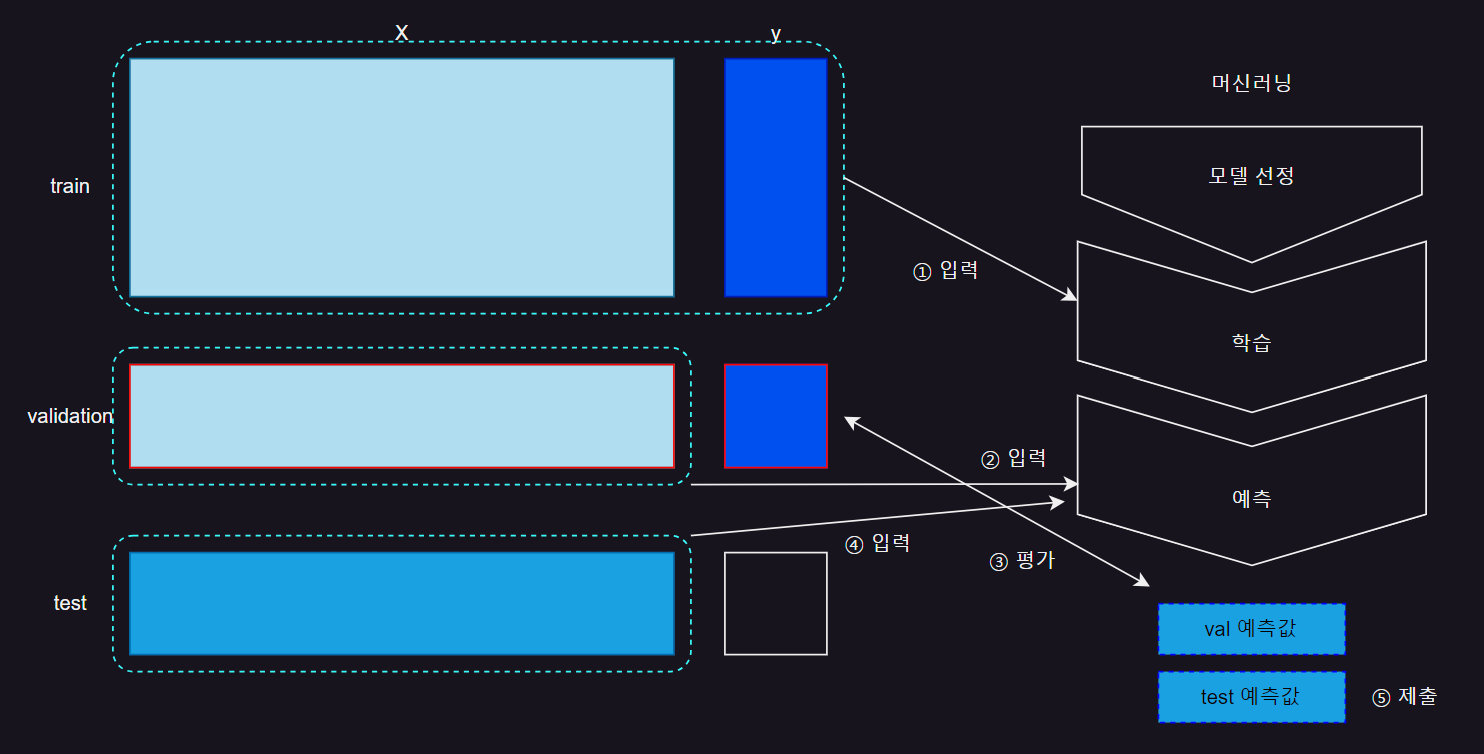 X
y
train
validation
test
① 입력
② 입력
④ 입력
③ 평가
머신러닝
모델 선정
학습
예측
val 예측값
test 예측값
⑤ 제출